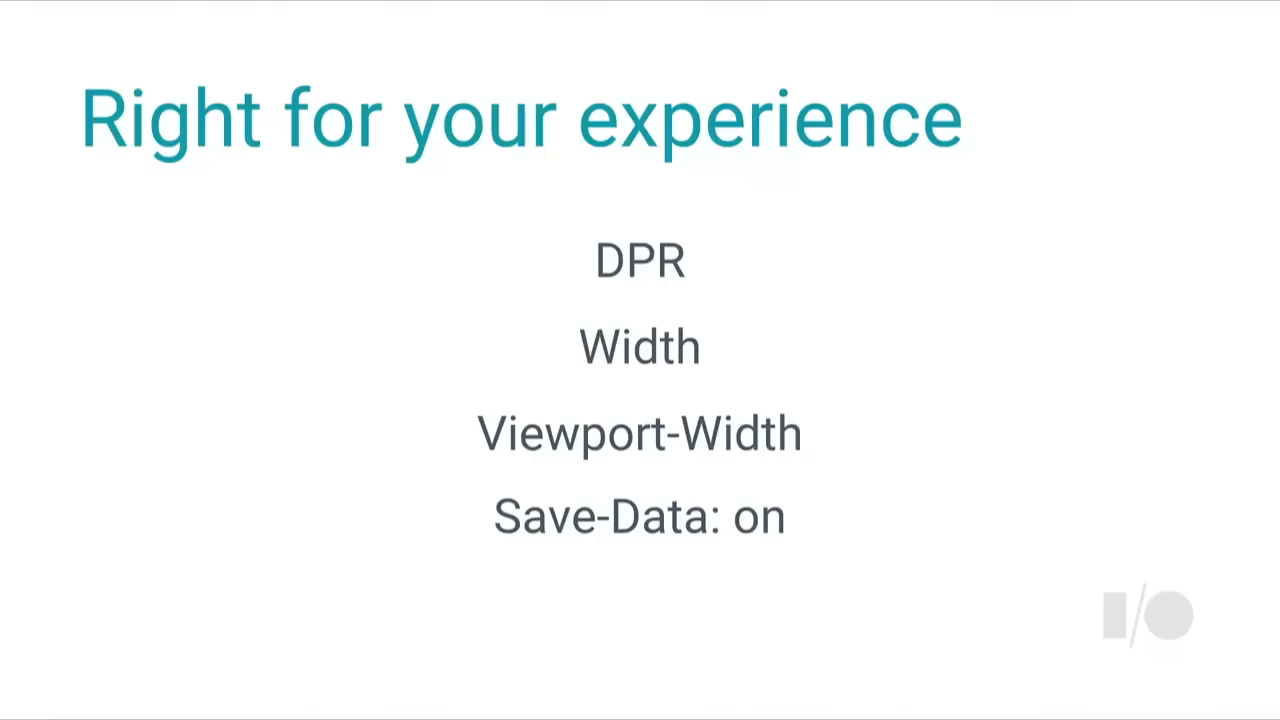 Right for your experience
DPR
Width
Viewport-Width
Save-Data: on
I/O